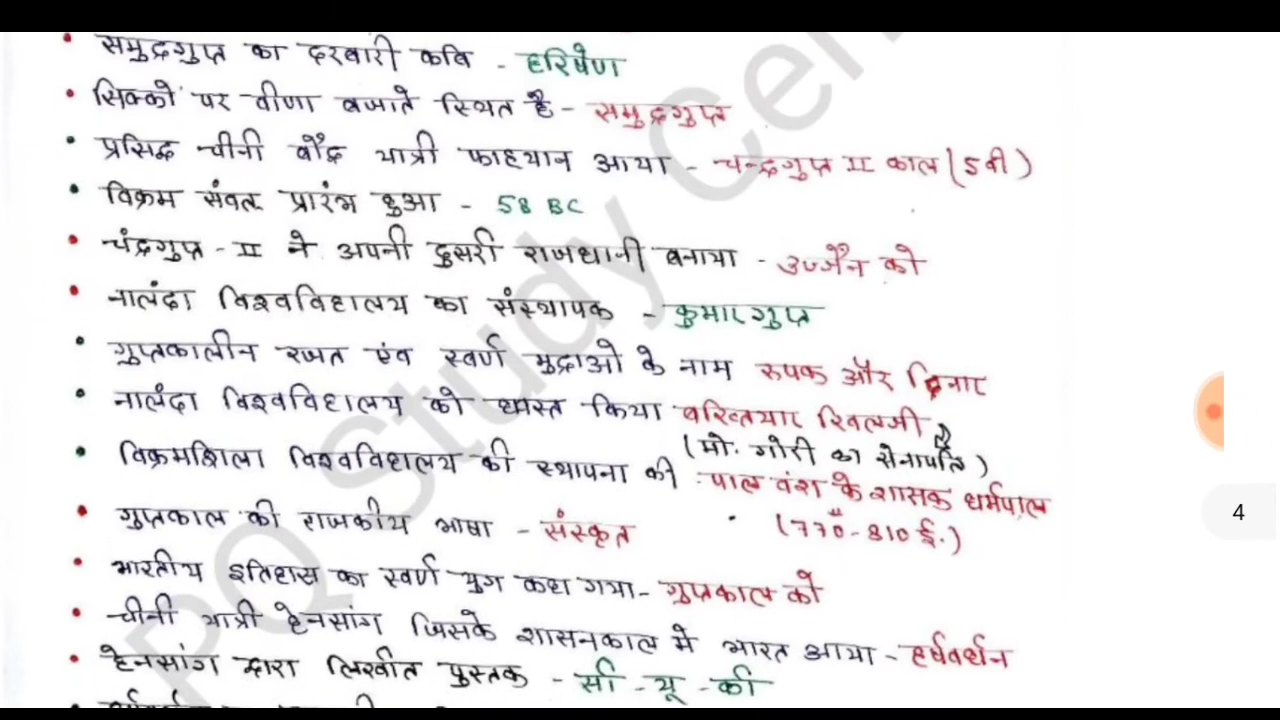 समुद्रगुप्त का दरबारी कवि - हरिषेण
सिक्को पर वीणा बजाते स्थित है - समुद्रगुप्त
प्रसिद्ध चीनी बौद्ध यात्री फाह्यान आया - चन्द्रगुप्त II काल (5वी)
विक्रम संवत् प्रारंभ हुआ - 58 BC
चंद्रगुप्त - II ने अपनी दुसरी राजधानी बनाया - उज्जैन को
नालंदा विश्वविद्यालय का संस्थापक - कुमारगुप्त
गुप्तकालीन रजत एंव स्वर्ण मुद्राओ के नाम रुपक और दिनार
नालंदा विश्वविद्यालय को ध्वस्त किया बख्तियार खिलजी है
(मो. गोरी का सेनापति)
विक्रमशिला विश्वविद्यालय की स्थापना की पाल वंश के शासक धर्मपाल
(770 - 810 ई.)
गुप्तकाल की राजकीय भाषा - संस्कृत
भारतीय इतिहास का स्वर्ण युग कहा गया - गुप्तकाल को
चीनी यात्री हेनसांग जिसके शासनकाल मे भारत आया - हर्षवर्धन
हेनसांग द्वारा लिखीत पुस्तक - सी - यू - की
PQ Study Cen
4